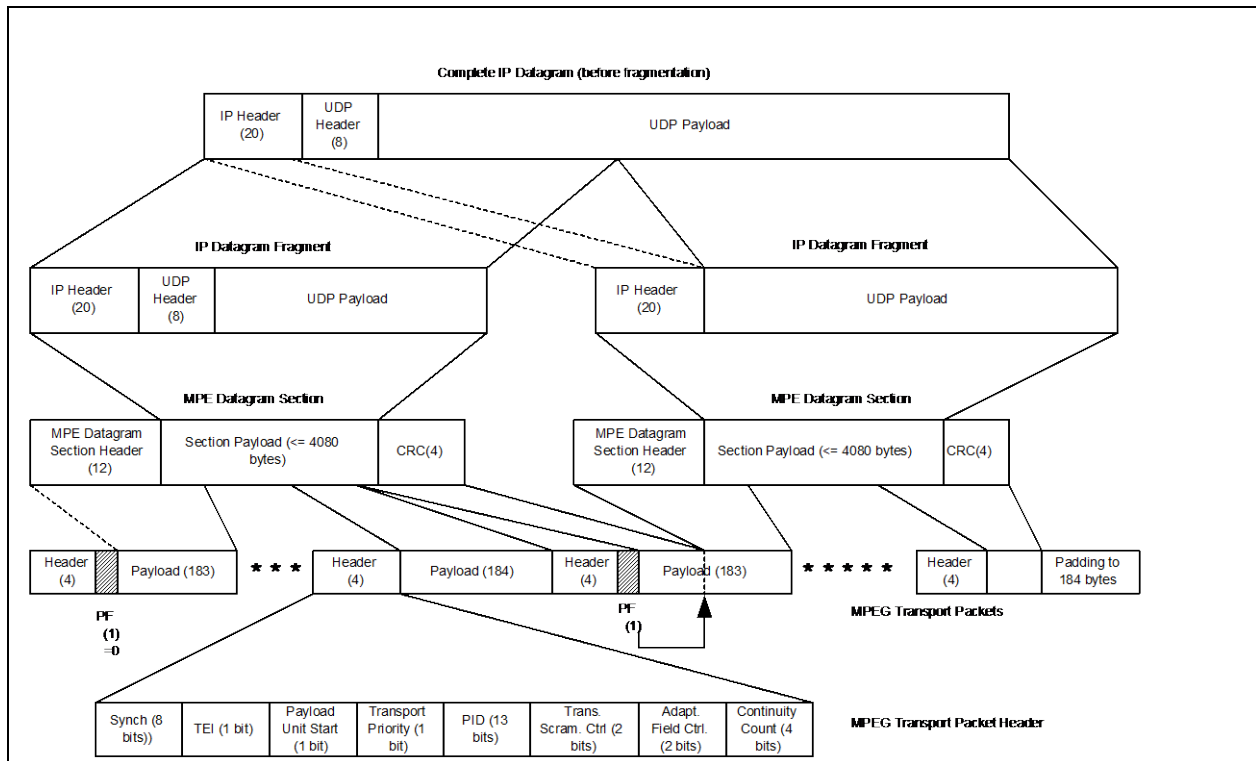 Complete IP Datagram (before fragmentation)
IP Header
(20)
UDP
Header
(8)
UDP Payload
IP Datagram Fragment
IP Datagram Fragment
IP Header
(20)
UDP
Header
(8)
UDP Payload
IP Header
(20)
UDP Payload
MPE Datagram Section
MPE Datagram Section
MPE Datagram
Section Header
(12)
Section Payload (<= 4080
bytes)
CRC(4)
MPE Datagram
Section Header
(12)
Section Payload (<= 4080 bytes)
CRC(4)
Header
(4)
Payload (183)
* * *
Header
(4)
Payload (184)
Header
(4)
Payload (183)
* * * * *
Header
(4)
Padding to
184 bytes
PF
(1)
=0
PF
(1)
MPEG Transport Packets
Synch (8
bits))
TEI (1 bit)
Payload
Unit Start
(1 bit)
Transport
Priority (1
bit)
PID (13
bits)
Trans.
Scram. Ctrl (2
bits)
Adapt.
Field Ctrl.
(2 bits)
Continuity
Count (4
bits)
MPEG Transport Packet Header